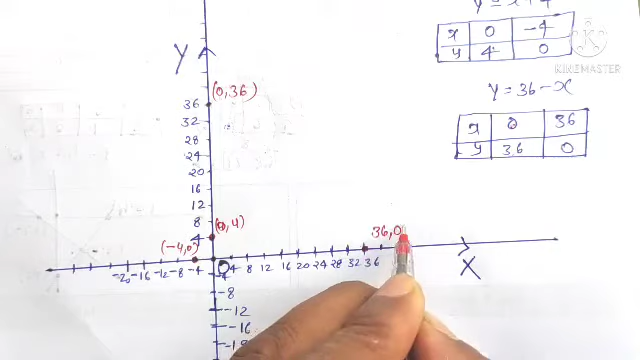 y = x + 4
x 0 -4
y 4 0
KINEMASTER
y = 36 - x
x 0 36
y 36 0
Y
(0,36)
36
32
28
24
20
16
12
8
(0,4)
4
(-4,0)
36,0
-20 -16 -12 -8 -4 0 4 8 12 16 20 24 28 32 36
X
-4
-8
-12
-16